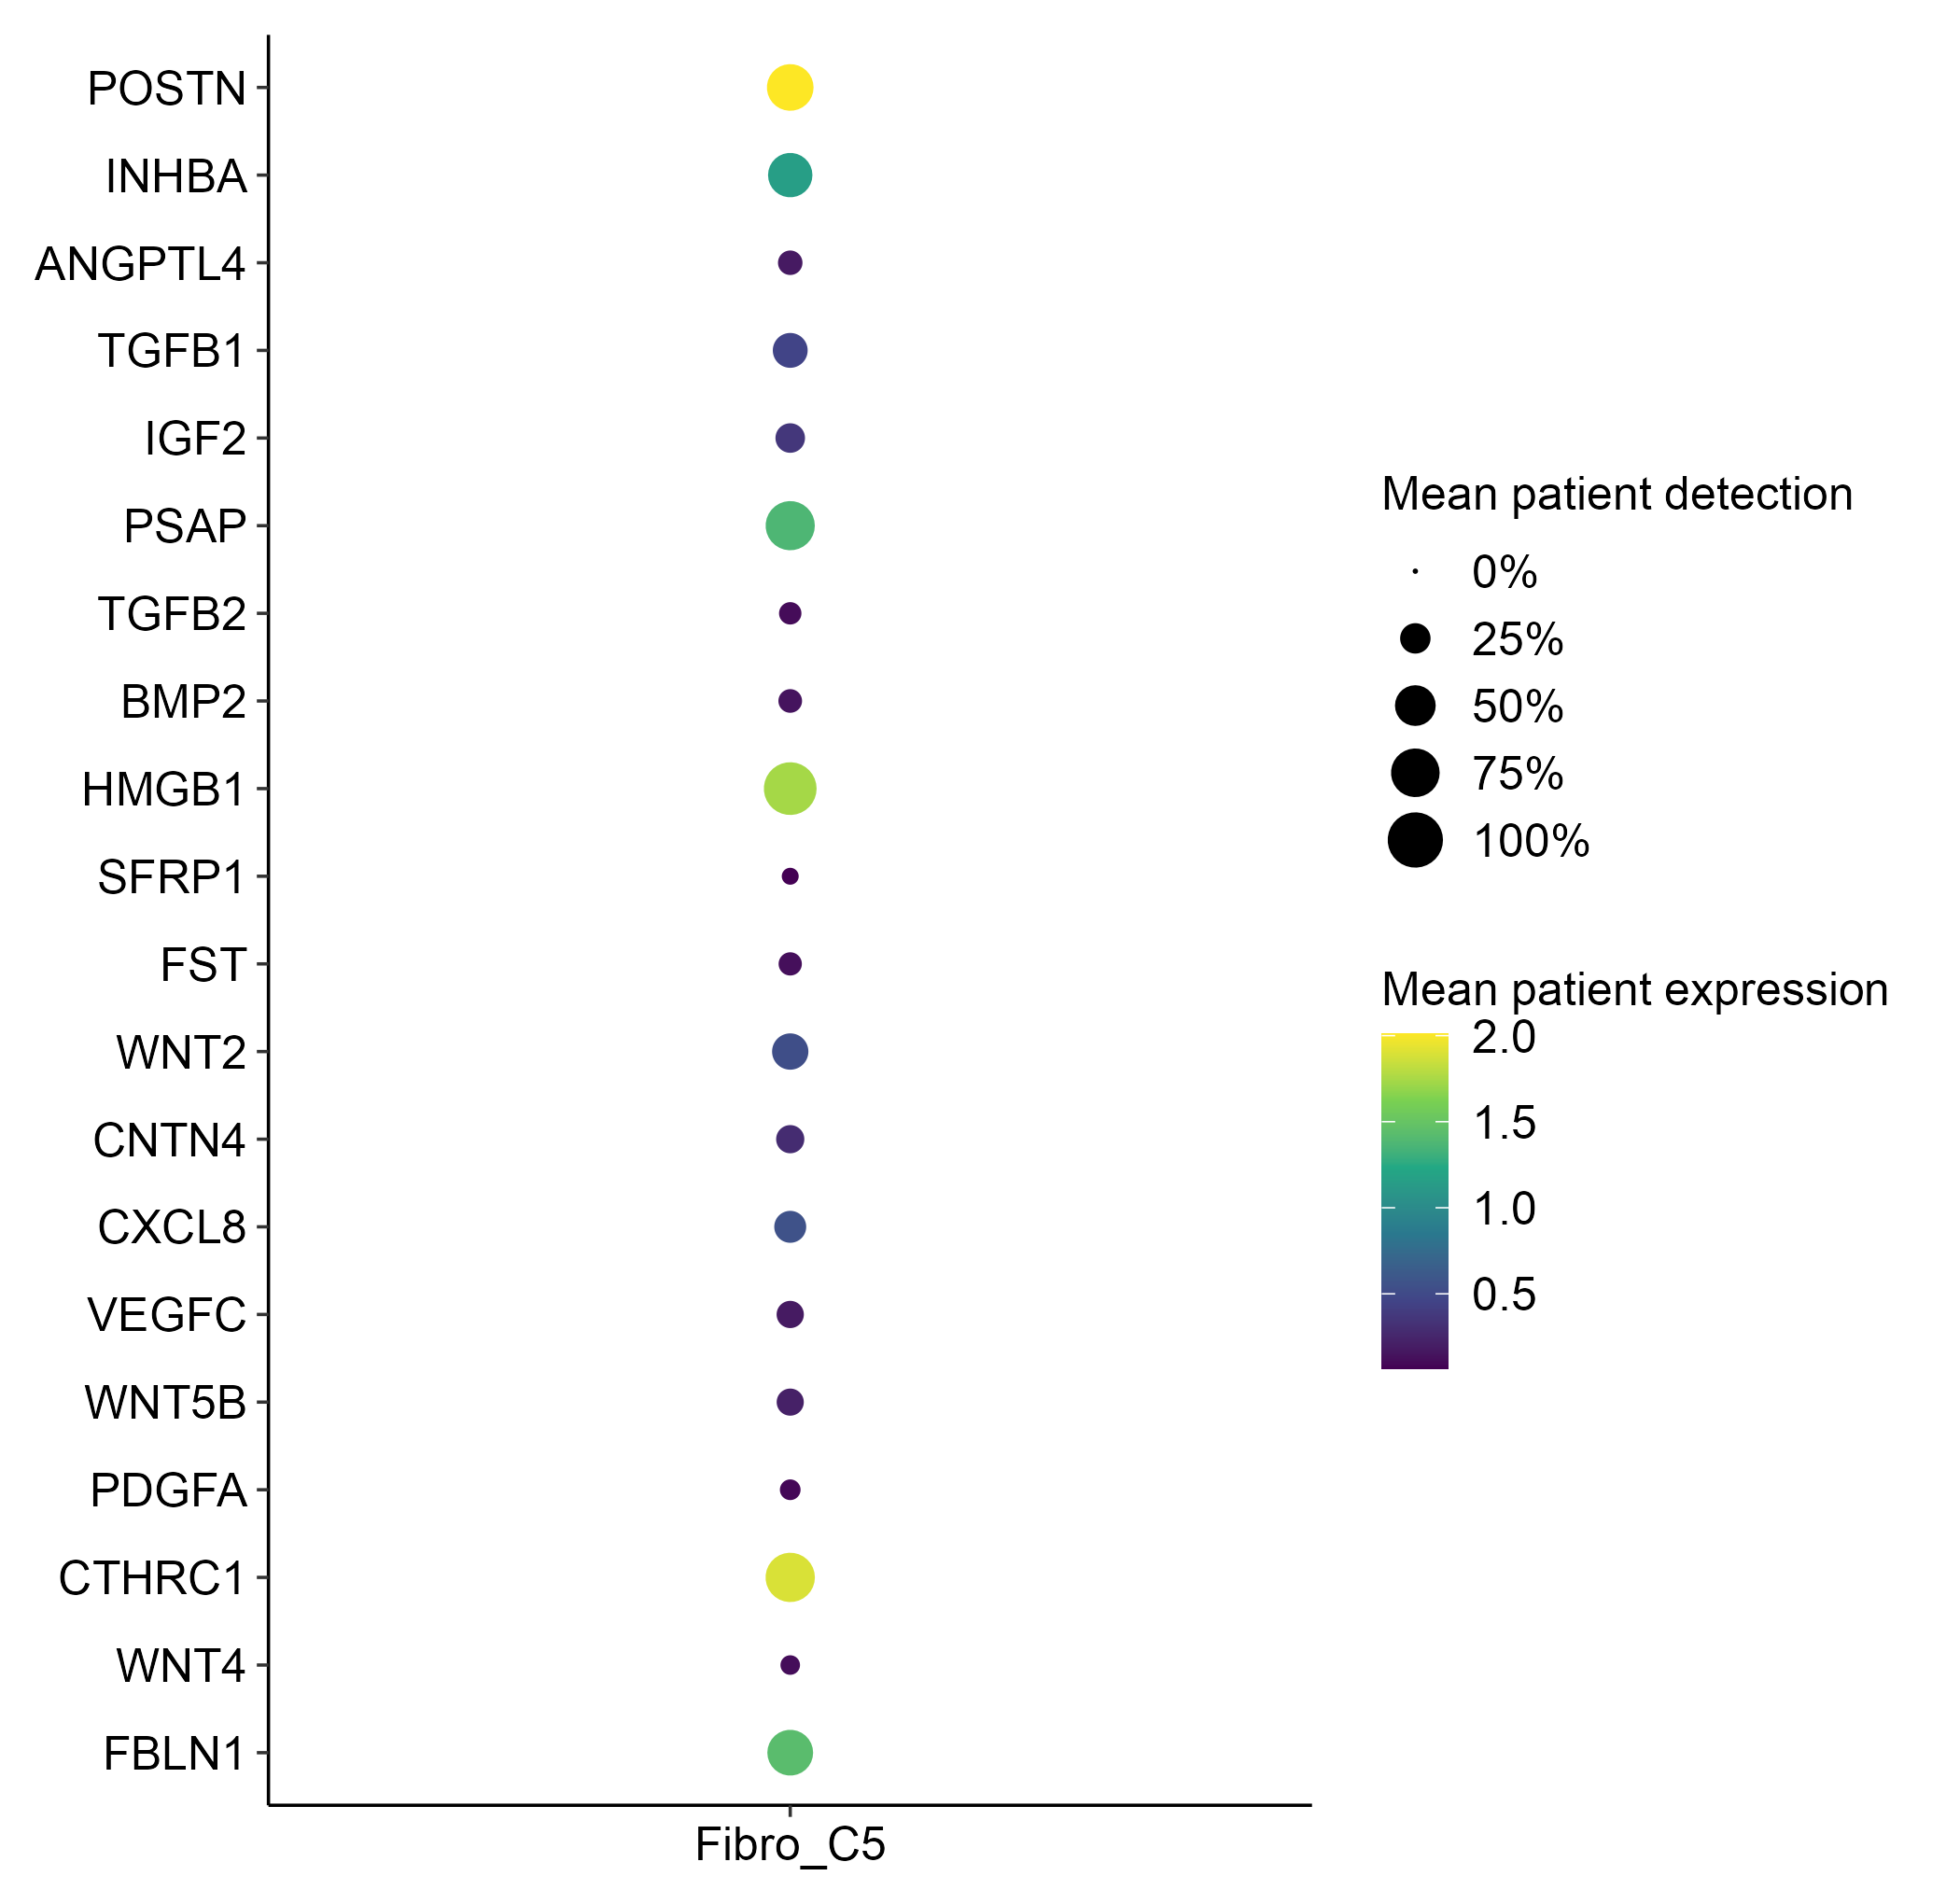 POSTN
INHBA
ANGPTL4
TGFB1
IGF2
PSAP
TGFB2
BMP2
HMGB1
SFRP1
FST
WNT2
CNTN4
CXCL8
VEGFC
WNT5B
PDGFA
CTHRC1
WNT4
FBLN1
Fibro_C5
Mean patient detection
0%
25%
50%
75%
100%
Mean patient expression
2.0
1.5
1.0
0.5